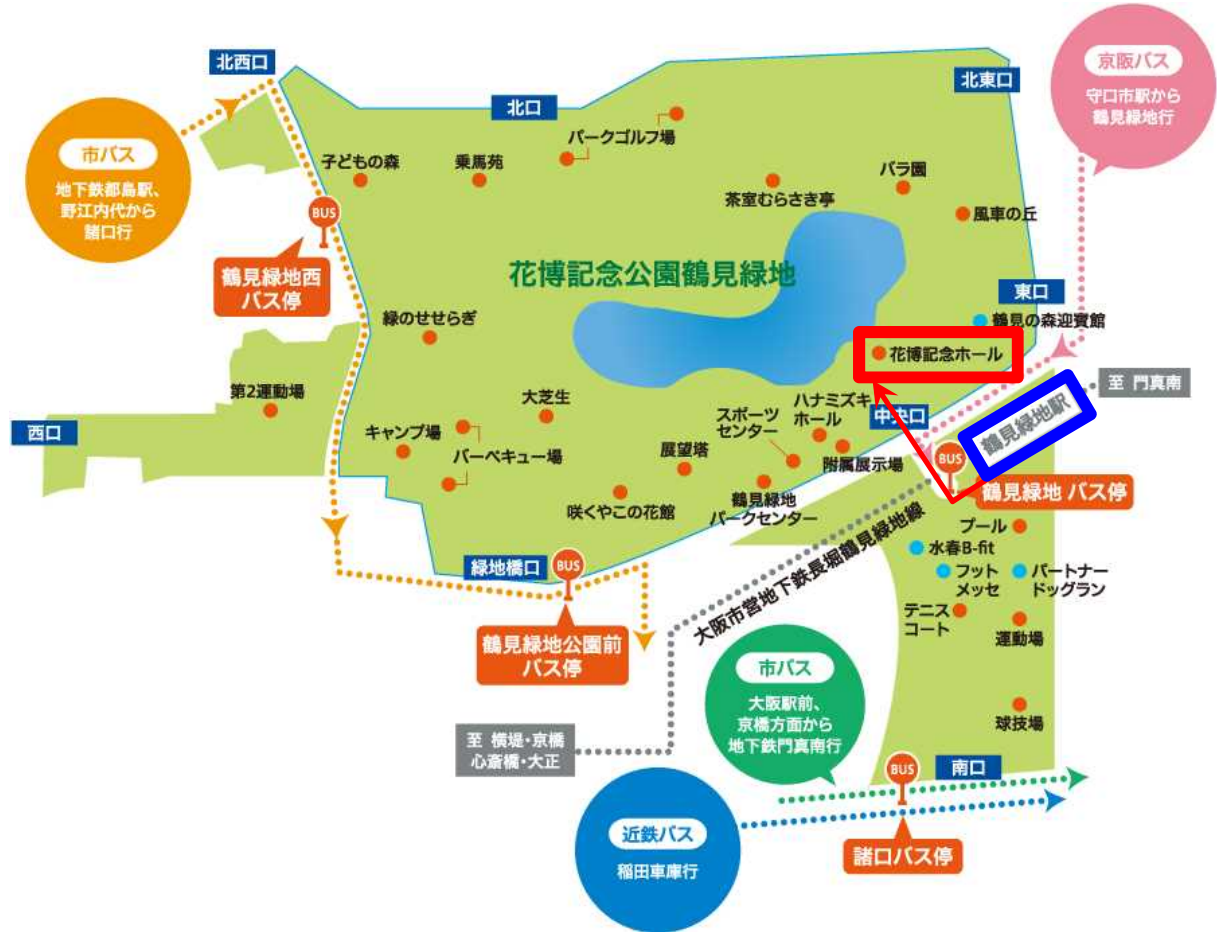 北西口
北口
北東口
京阪バス
守口市駅から
鶴見緑地行
市バス
地下鉄都島駅、
野江内代から
諸口行
BUS
鶴見緑地西
バス停
子どもの森
乗馬苑
パークゴルフ場
茶室むらさき亭
バラ園
風車の丘
花博記念公園鶴見緑地
東口
鶴見の森迎賓館
花博記念ホール
至 門真南
緑のせせらぎ
第2運動場
西口
大芝生
キャンプ場
バーベキュー場
展望塔
スポーツ
センター
ハナミズキ
ホール
中央口
鶴見緑地駅
附属展示場
BUS
鶴見緑地 バス停
咲くやこの花館
鶴見緑地
パークセンター
プール
水春B-fit
フット
メッセ
パートナー
ドッグラン
テニス
コート
運動場
球技場
大阪市営地下鉄長堀鶴見緑地線
緑地橋口
BUS
鶴見緑地公園前
バス停
市バス
大阪駅前、
京橋方面から
地下鉄門真南行
至 横堤・京橋
心斎橋・大正
BUS
南口
諸口バス停
近鉄バス
稲田車庫行